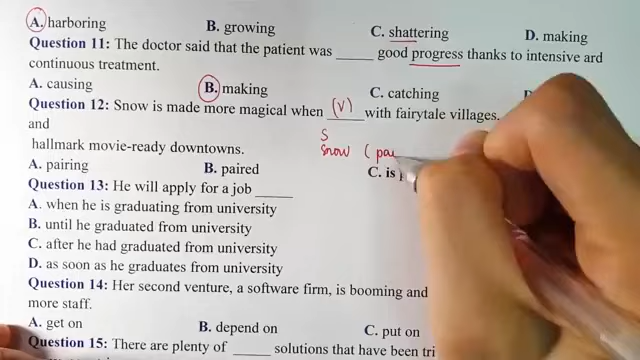 A. harboring B. growing C. shattering D. making
Question 11: The doctor said that the patient was _____ good progress thanks to intensive ard
continuous treatment.
A. causing B. making C. catching
Question 12: Snow is made more magical when _____ with fairytale villages.
(v)
and
S
hallmark movie-ready downtowns.
snow ( pai
A. pairing B. paired C. is
Question 13: He will apply for a job _____
A. when he is graduating from university
B. until he graduated from university
C. after he had graduated from university
D. as soon as he graduates from university
Question 14: Her second venture, a software firm, is booming and
more staff.
A. get on B. depend on C. put on
Question 15: There are plenty of _____ solutions that have been tri